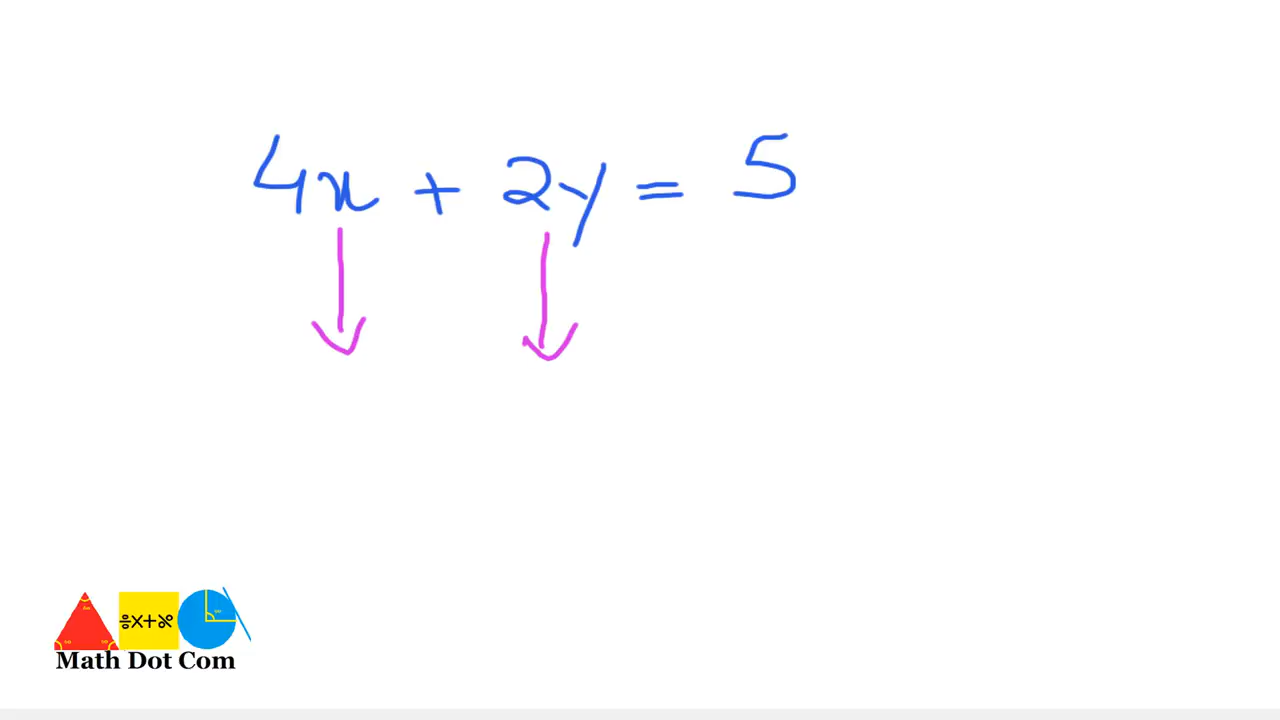 4x + 2y = 5
÷x+%
Math Dot Com